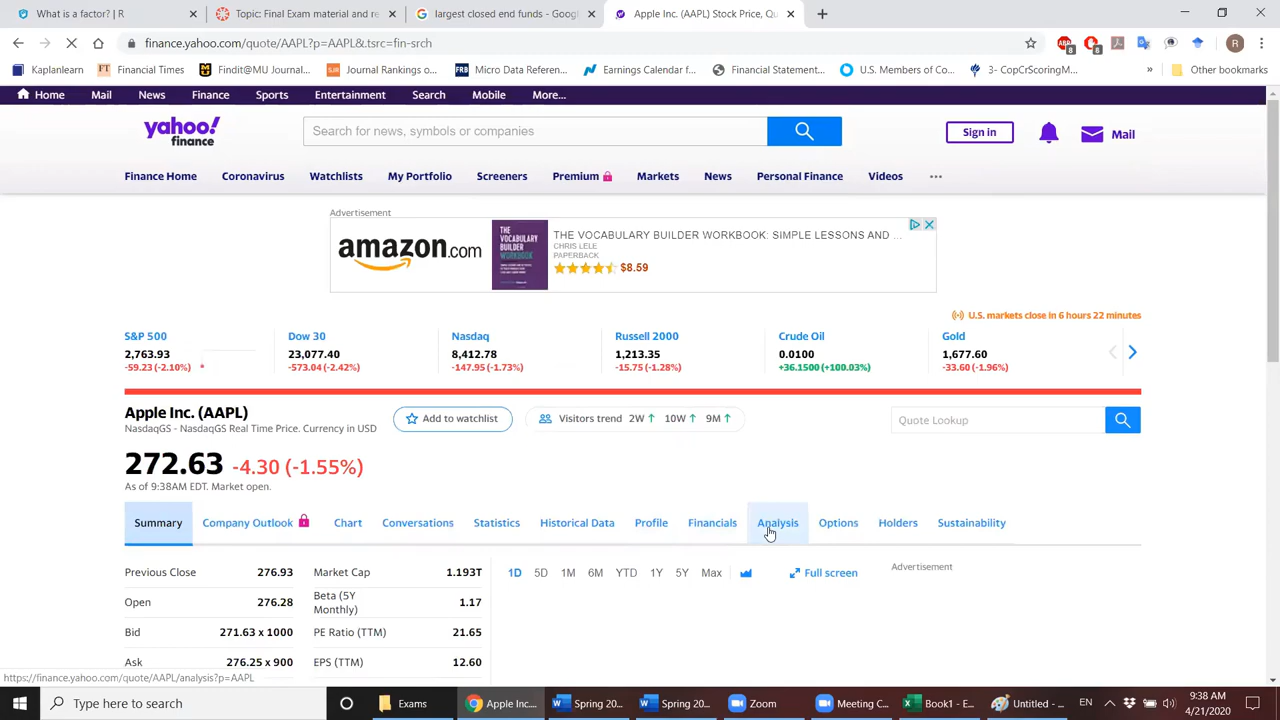 What is a factor? |
Topic: Final Exam material and re
largest closed end funds - Goog
Apple Inc. (AAPL) Stock Price, Qu
finance.yahoo.com/quote/AAPL?p=AAPL&.tsrc=fin-srch
R
Kaplanlearn
Financial Times
Findit@MU Journal...
Journal Rankings o...
Micro Data Referen...
Earnings Calendar f...
Financial Statement...
U.S. Members of Co...
3- CopCrScoringM...
»
Other bookmarks
Home Mail News Finance Sports Entertainment Search Mobile More...
yahoo! finance
Search for news, symbols or companies
Sign in
Mail
Finance Home Coronavirus Watchlists My Portfolio Screeners Premium Markets News Personal Finance Videos ...
Advertisement
amazon.com
THE VOCABULARY BUILDER WORKBOOK
THE VOCABULARY BUILDER WORKBOOK: SIMPLE LESSONS AND ...
CHRIS LELE
PAPERBACK
$8.59
U.S. markets close in 6 hours 22 minutes
S&P 500
2,763.93
-59.23 (-2.10%)
Dow 30
23,077.40
-573.04 (-2.42%)
Nasdaq
8,412.78
-147.95 (-1.73%)
Russell 2000
1,213.35
-15.75 (-1.28%)
Crude Oil
0.0100
+36.1500 (+100.03%)
Gold
1,677.60
-33.60 (-1.96%)
Apple Inc. (AAPL)
NasdaqGS - NasdaqGS Real Time Price. Currency in USD
Add to watchlist
Visitors trend 2W ↑ 10W ↑ 9M ↑
Quote Lookup
272.63 -4.30 (-1.55%)
As of 9:38AM EDT. Market open.
Summary Company Outlook Chart Conversations Statistics Historical Data Profile Financials Analysis Options Holders Sustainability
Previous Close 276.93
Open 276.28
Bid 271.63 x 1000
Ask 276.25 x 900
Market Cap 1.193T
Beta (5Y Monthly) 1.17
PE Ratio (TTM) 21.65
EPS (TTM) 12.60
1D 5D 1M 6M YTD 1Y 5Y Max
Full screen
Advertisement
https://finance.yahoo.com/quote/AAPL/analysis?p=AAPL
Type here to search
Exams
Apple Inc...
Spring 20...
Spring 20...
Zoom
Meeting C...
Book1 - E...
Untitled - ...
EN
9:38 AM
4/21/2020